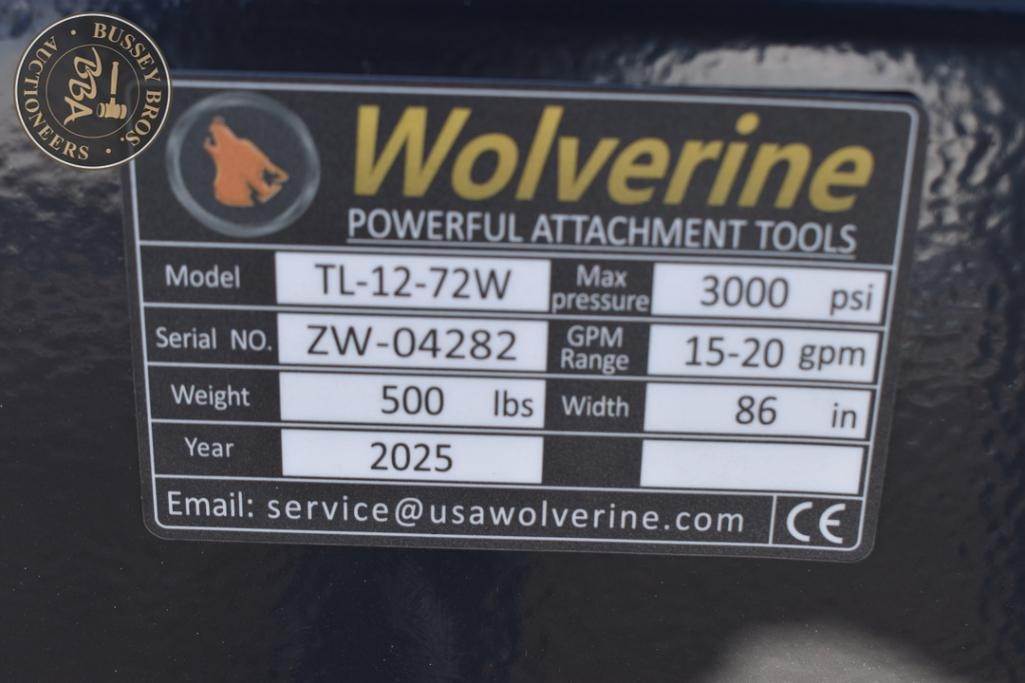 BUSSEY BROS.
AUCTIONEERS
BBA
Wolverine
POWERFUL ATTACHMENT TOOLS
Model TL-12-72W Max pressure 3000 psi
Serial NO. ZW-04282 GPM Range 15-20 gpm
Weight 500 lbs Width 86 in
Year 2025
Email: service@usawolverine.com CE